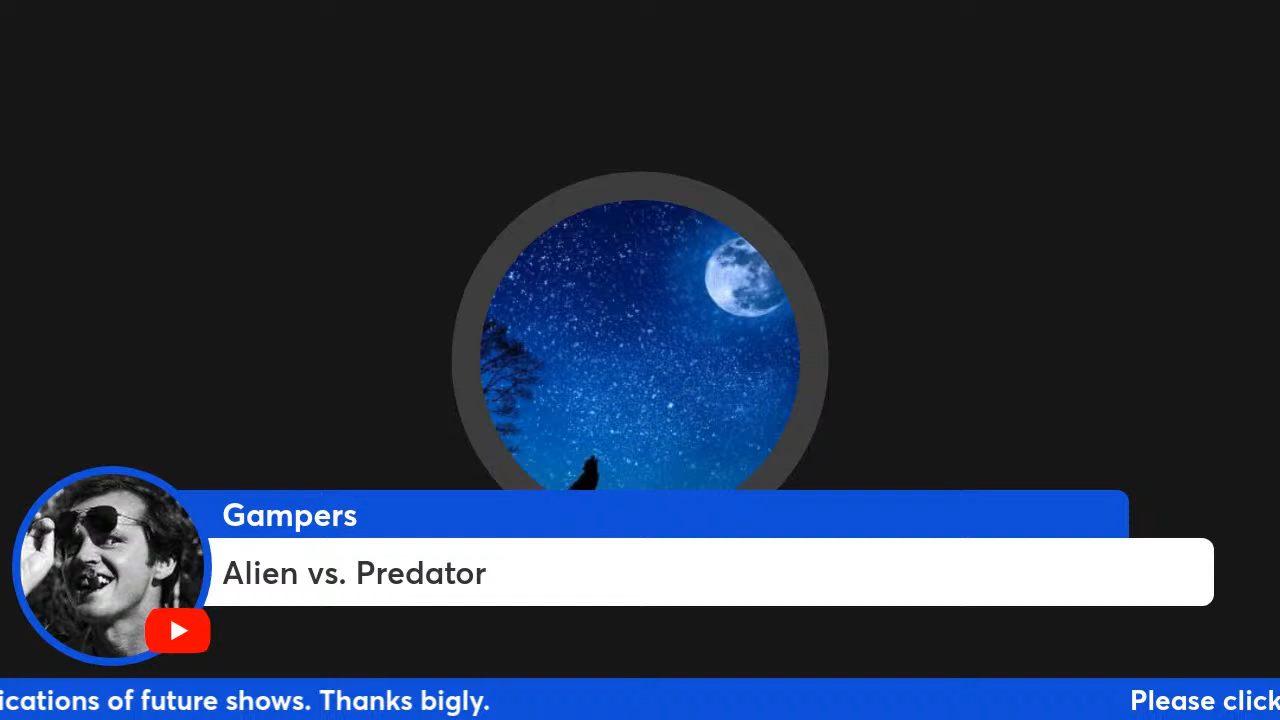 Gampers
Alien vs. Predator
ications of future shows. Thanks bigly.
Please click